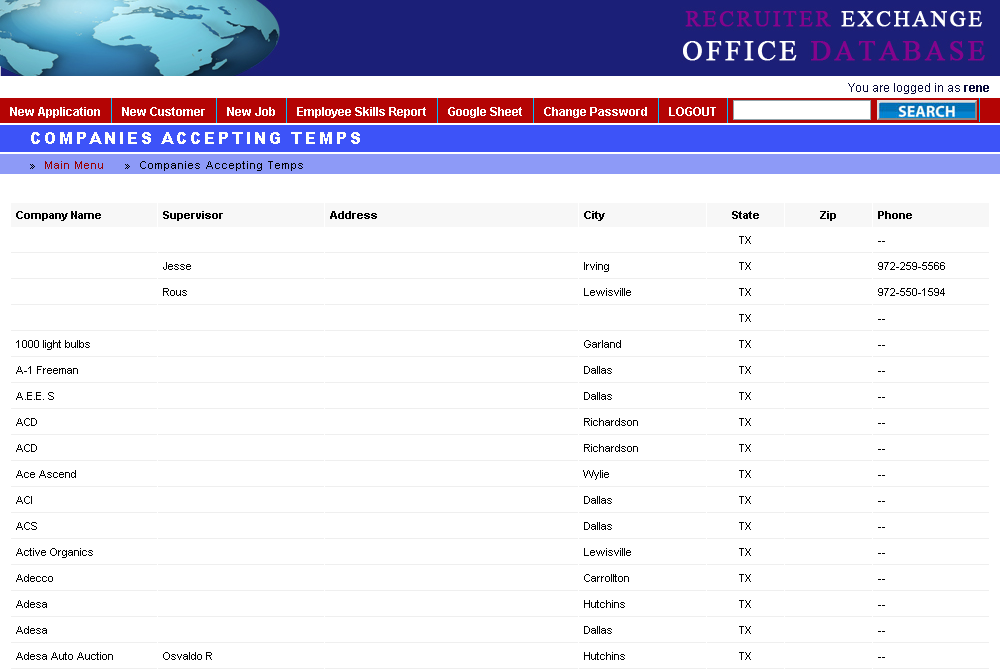 RECRUITER EXCHANGE
OFFICE DATABASE
You are logged in as rene
New Application New Customer New Job Employee Skills Report Google Sheet Change Password LOGOUT SEARCH
COMPANIES ACCEPTING TEMPS
» Main Menu » Companies Accepting Temps
Company Name Supervisor Address City State Zip Phone
TX --
Jesse Irving TX 972-259-5566
Rous Lewisville TX 972-550-1594
TX --
1000 light bulbs Garland TX --
A-1 Freeman Dallas TX --
A.E.E. S Dallas TX --
ACD Richardson TX --
ACD Richardson TX --
Ace Ascend Wylie TX --
ACI Dallas TX --
ACS Dallas TX --
Active Organics Lewisville TX --
Adecco Carrollton TX --
Adesa Hutchins TX --
Adesa Dallas TX --
Adesa Auto Auction Osvaldo R Hutchins TX --